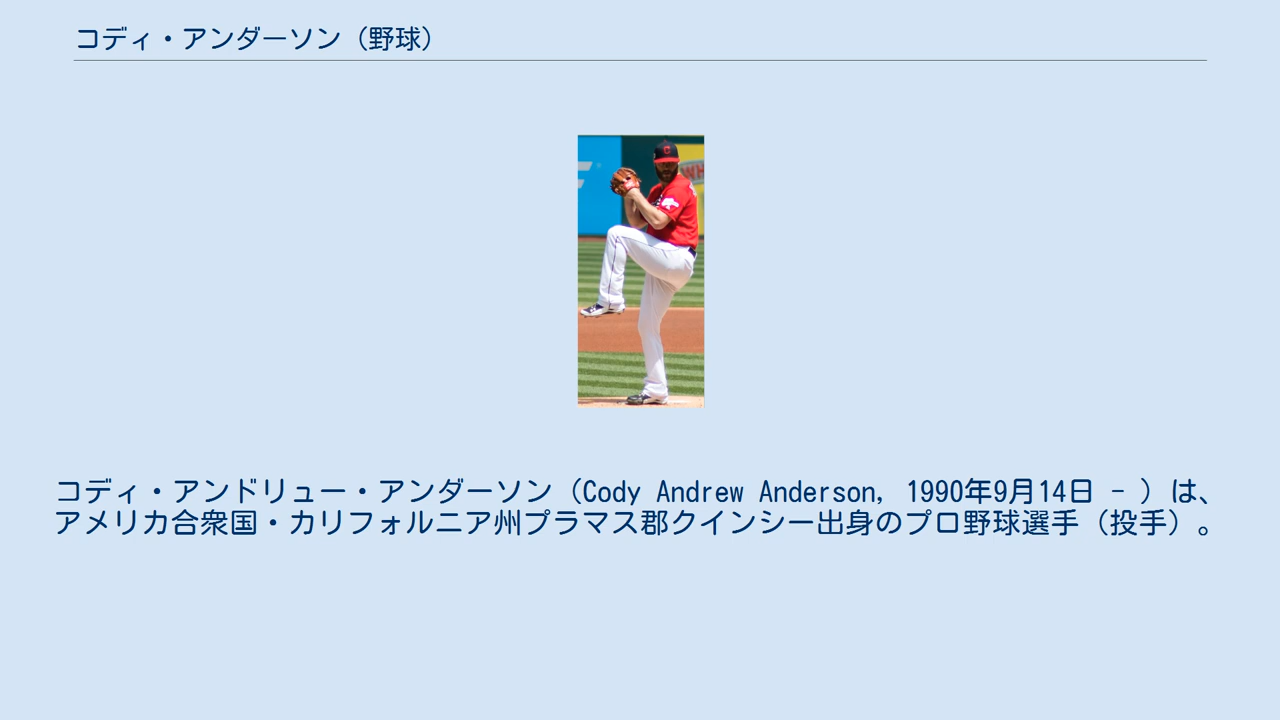 コディ・アンダーソン（野球）
コディ・アンドリュー・アンダーソン（Cody Andrew Anderson, 1990年9月14日 - ）は、
アメリカ合衆国・カリフォルニア州プラマス郡クインシー出身のプロ野球選手（投手）。